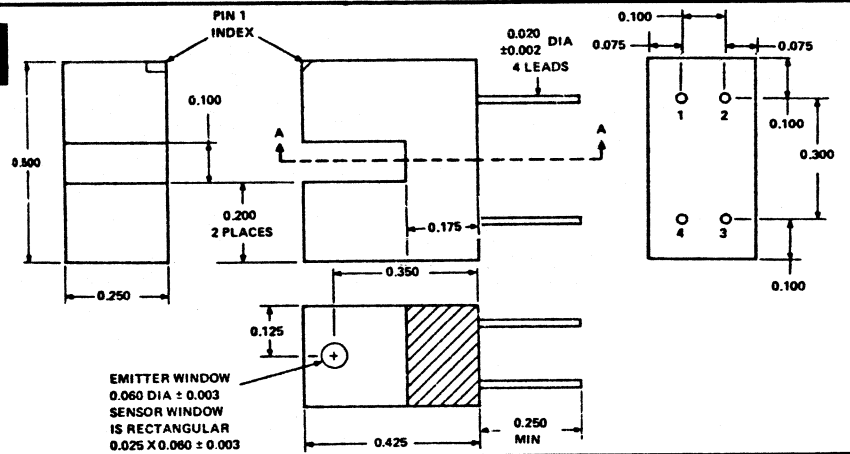 PIN 1
INDEX
0.020
±0.002
DIA
4 LEADS
0.100
0.075
0.075
0.100
1
2
0.100
A
A
0.500
0.300
0.200
2 PLACES
0.175
4
3
0.350
0.100
0.250
0.125
EMITTER WINDOW
0.060 DIA ± 0.003
SENSOR WINDOW
IS RECTANGULAR
0.025 X 0.060 ± 0.003
0.425
0.250
MIN